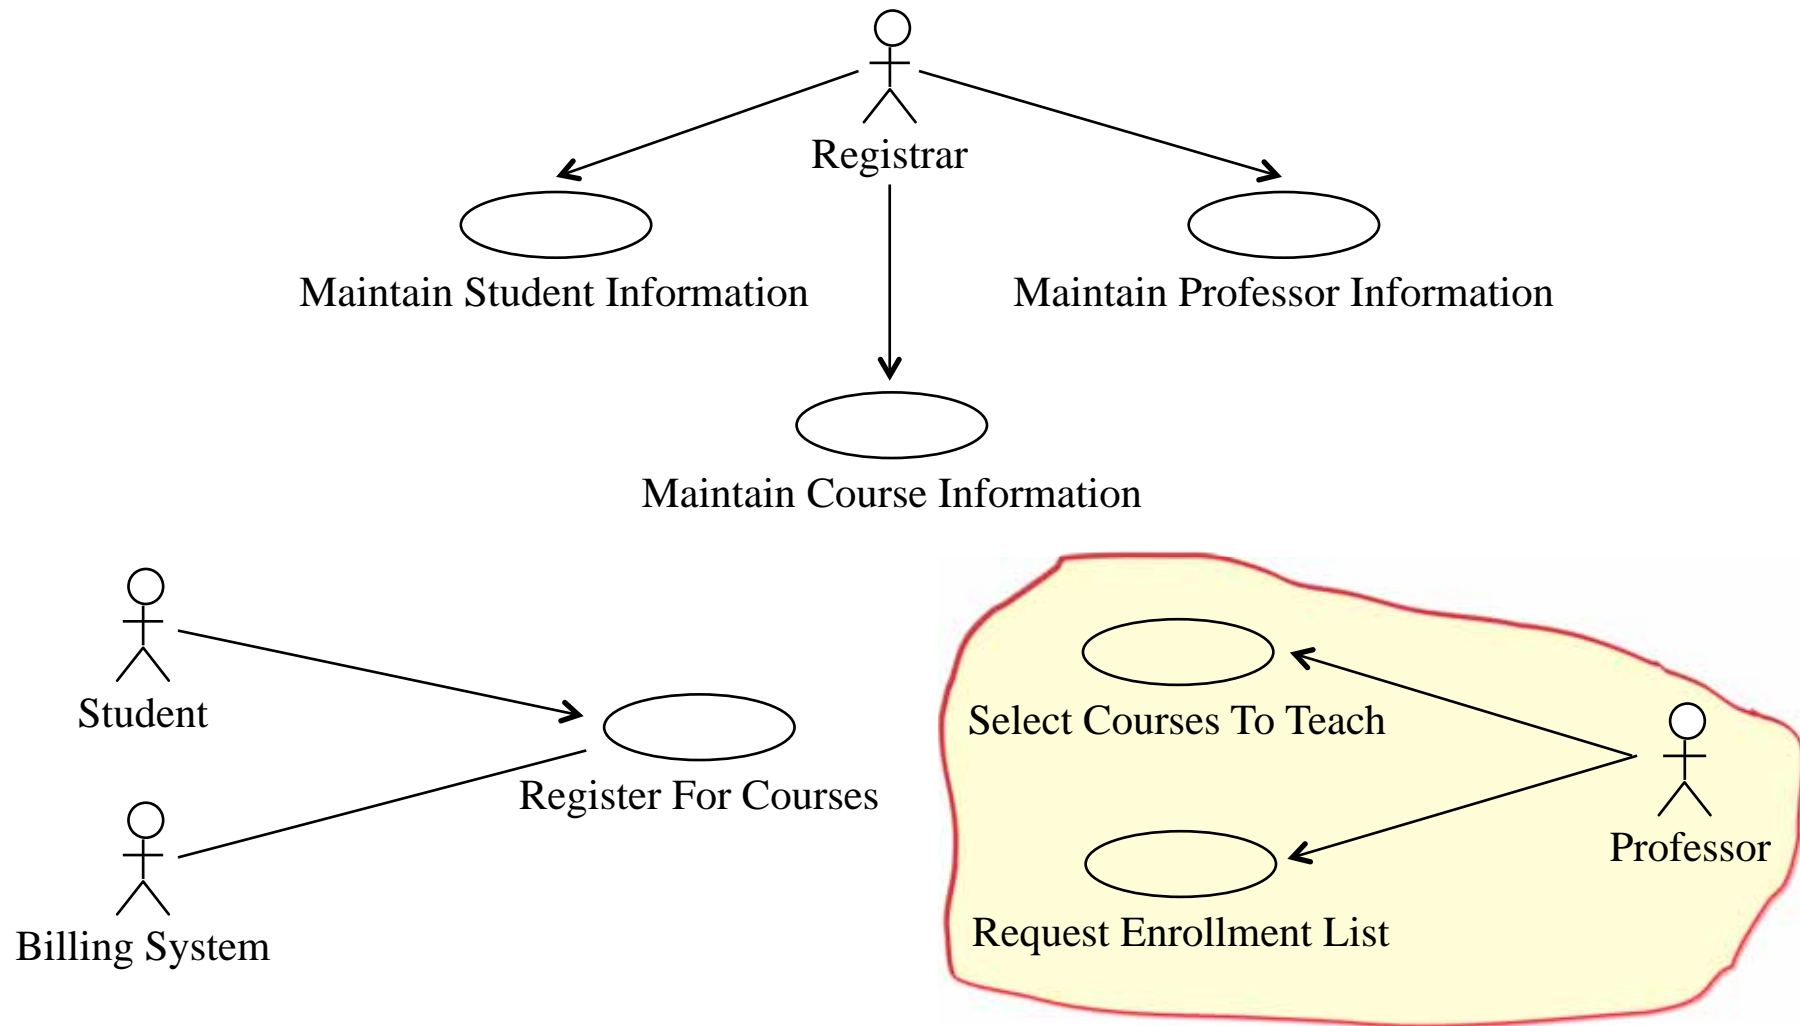 Registrar
Maintain Student Information
Maintain Professor Information
Maintain Course Information
Student
Register For Courses
Billing System
Select Courses To Teach
Professor
Request Enrollment List